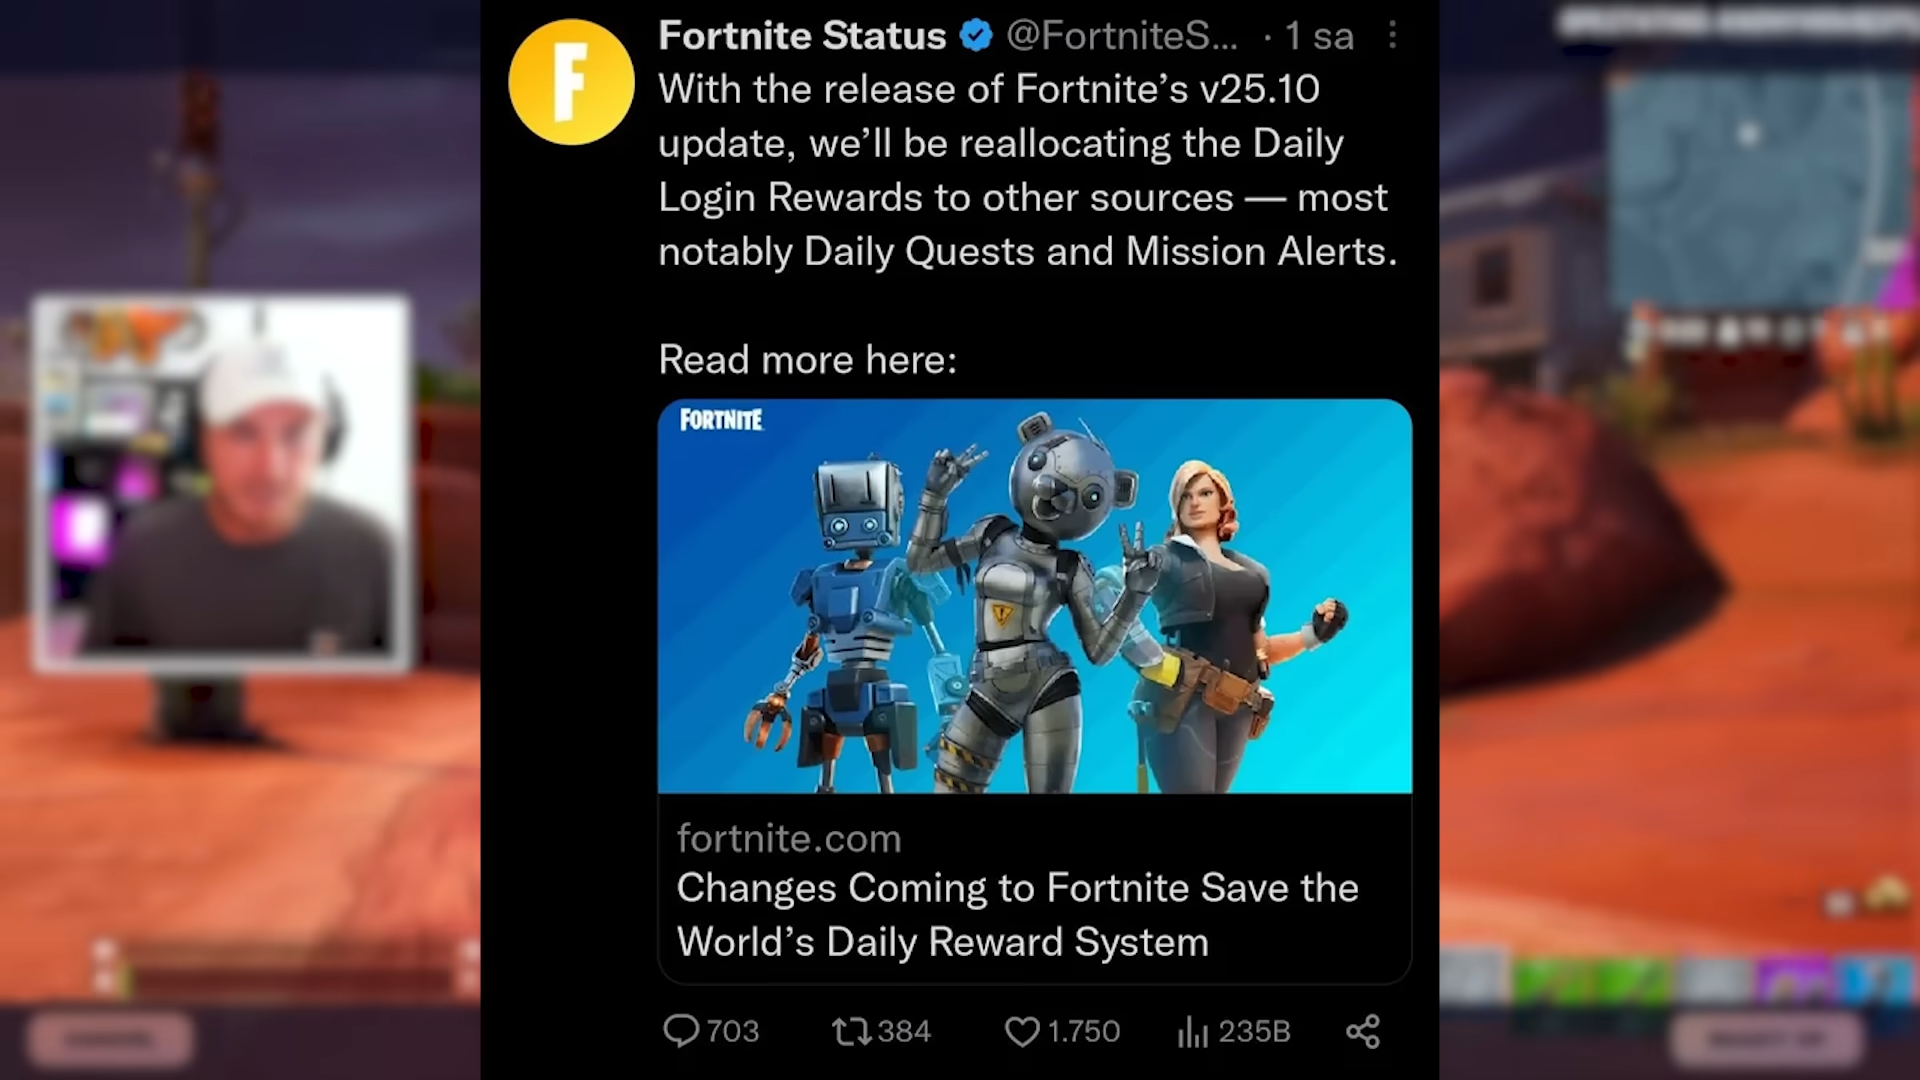 Fortnite Status @FortniteS... · 1 sa
With the release of Fortnite’s v25.10
update, we’ll be reallocating the Daily
Login Rewards to other sources — most
notably Daily Quests and Mission Alerts.
Read more here:
FORTNITE
fortnite.com
Changes Coming to Fortnite Save the
World’s Daily Reward System
703 384 1.750 235B